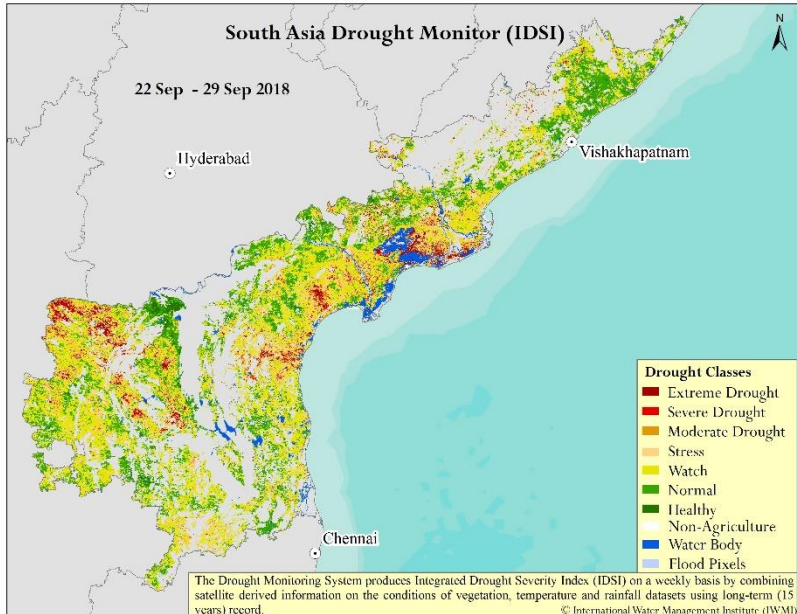 South Asia Drought Monitor (IDSI)
N
22 Sep - 29 Sep 2018
Vishakhapatnam
Hyderabad
Drought Classes
Extreme Drought
Severe Drought
Moderate Drought
Stress
Watch
Normal
Healthy
Non-Agriculture
Water Body
Flood Pixels
Chennai
The Drought Monitoring System produces Integrated Drought Severity Index (IDSI) on a weekly basis by combining
satellite derived information on the conditions of vegetation, temperature and rainfall datasets using long-term (15
years) record.
© International Water Management Institute (IWMI)